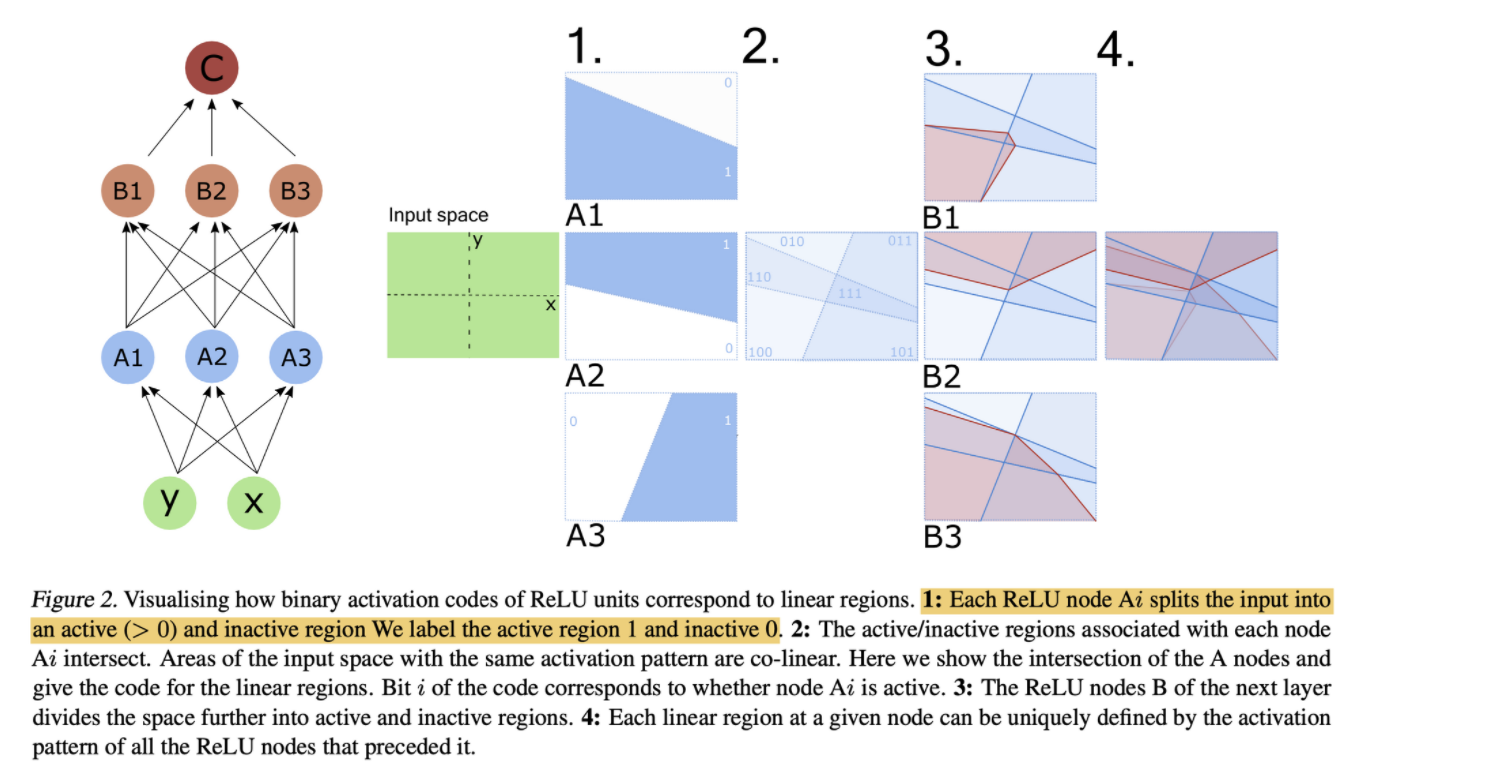 1.
2.
3.
4.
C
B1
B2
B3
A1
A2
A3
y
x
Input space
y
x
0
1
A1
1
0
A2
0
1
A3
010
011
110
111
100
101
B1
B2
B3
Figure 2. Visualising how binary activation codes of ReLU units correspond to linear regions. 1: Each ReLU node Ai splits the input into
an active (> 0) and inactive region We label the active region 1 and inactive 0. 2: The active/inactive regions associated with each node
Ai intersect. Areas of the input space with the same activation pattern are co-linear. Here we show the intersection of the A nodes and
give the code for the linear regions. Bit i of the code corresponds to whether node Ai is active. 3: The ReLU nodes B of the next layer
divides the space further into active and inactive regions. 4: Each linear region at a given node can be uniquely defined by the activation
pattern of all the ReLU nodes that preceded it.